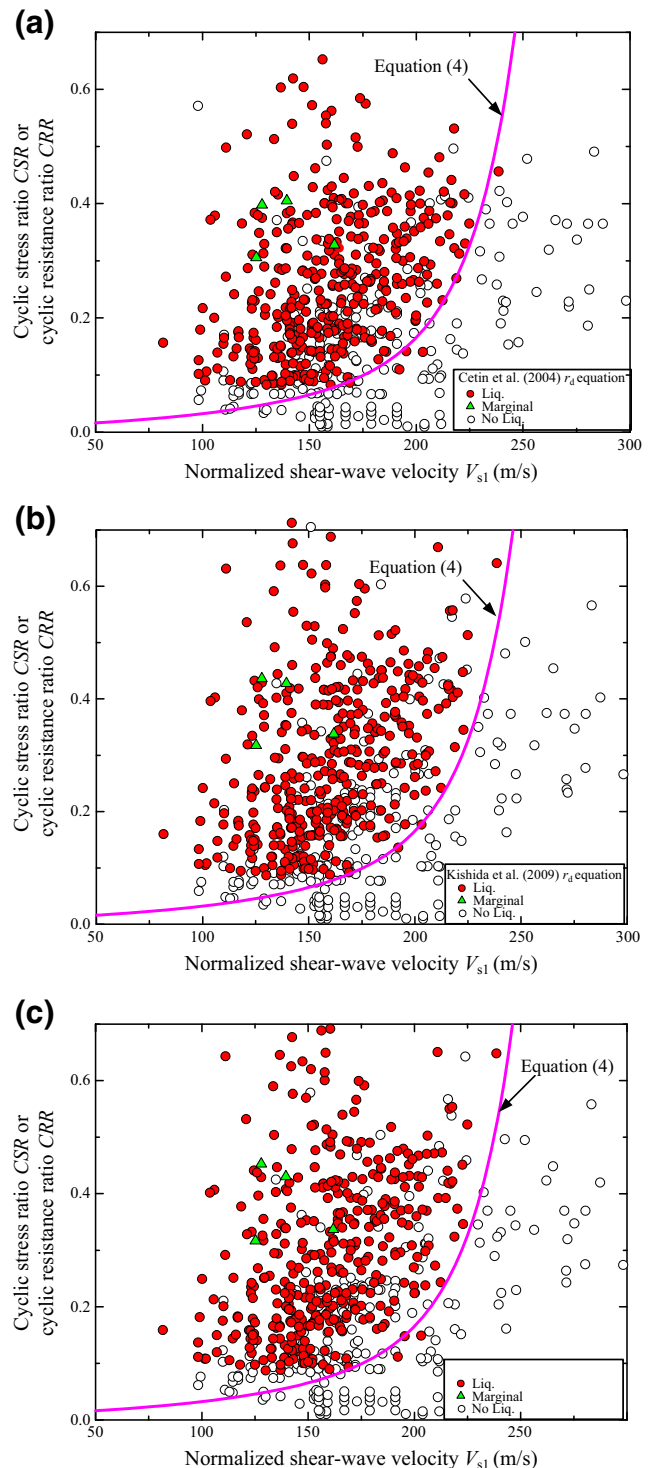 (a)
0.6
0.4
0.2
0.0
Cyclic stress ratio CSR or
cyclic resistance ratio CRR
Equation (4)
Cetin et al. (2004) rd equation
Liq.
Marginal
No Liq.
50 100 150 200 250 300
Normalized shear-wave velocity Vs1 (m/s)
(b)
0.6
0.4
0.2
0.0
Cyclic stress ratio CSR or
cyclic resistance ratio CRR
Equation (4)
Kishida et al. (2009) rd equation
Liq.
Marginal
No Liq.
50 100 150 200 250 300
Normalized shear-wave velocity Vs1 (m/s)
(c)
0.6
0.4
0.2
0.0
Cyclic stress ratio CSR or
cyclic resistance ratio CRR
Equation (4)
Liq.
Marginal
No Liq.
50 100 150 200 250 300
Normalized shear-wave velocity Vs1 (m/s)